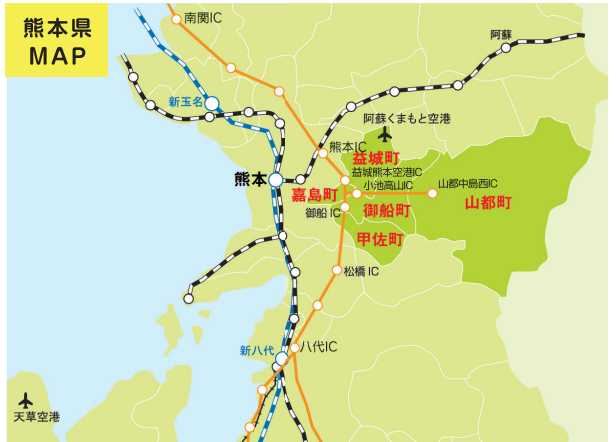 熊本県
MAP
南関IC
阿蘇
新玉名
阿蘇くまもと空港
熊本IC
益城町
益城熊本空港IC
熊本
嘉島町
小池高山IC
山都中島西IC
御船IC
御船町
山都町
甲佐町
松橋IC
新八代
八代IC
天草空港